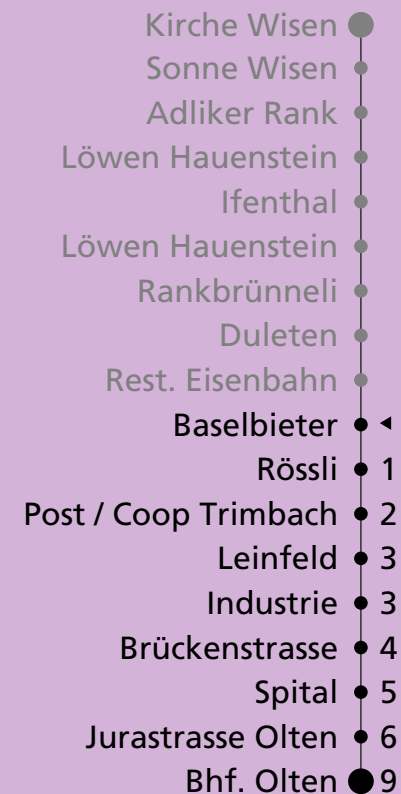 Kirche Wisen
Sonne Wisen
Adliker Rank
Löwen Hauenstein
Ifenthal
Löwen Hauenstein
Rankbrünneli
Duleten
Rest. Eisenbahn
Baselbieter
Rössli 1
Post / Coop Trimbach 2
Leinfeld 3
Industrie 3
Brückenstrasse 4
Spital 5
Jurastrasse Olten 6
Bhf. Olten 9